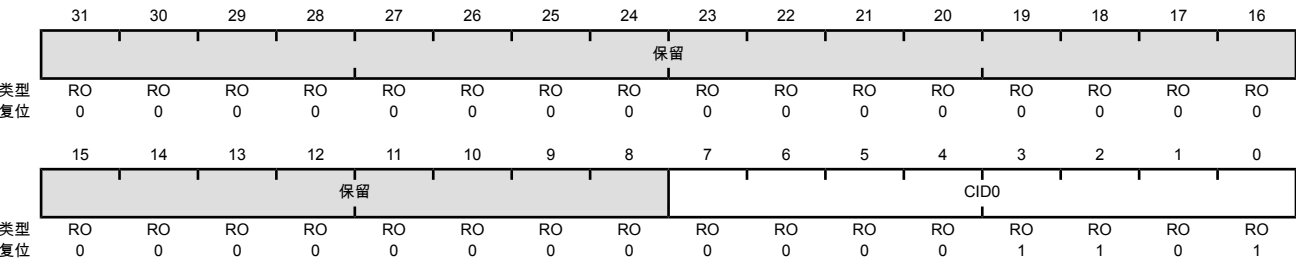 31 30 29 28 27 26 25 24 23 22 21 20 19 18 17 16
保留
类型 RO RO RO RO RO RO RO RO RO RO RO RO RO RO RO RO
复位 0 0 0 0 0 0 0 0 0 0 0 0 0 0 0 0
15 14 13 12 11 10 9 8 7 6 5 4 3 2 1 0
保留 CID0
类型 RO RO RO RO RO RO RO RO RO RO RO RO RO RO RO RO
复位 0 0 0 0 0 0 0 0 0 0 0 0 1 1 0 1